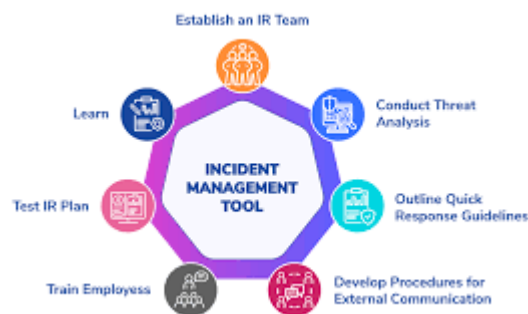 Establish an IR Team
Learn
Conduct Threat
Analysis
INCIDENT
MANAGEMENT
TOOL
Test IR Plan
Outline Quick
Response Guidelines
Train Employess
Develop Procedures for
External Communication